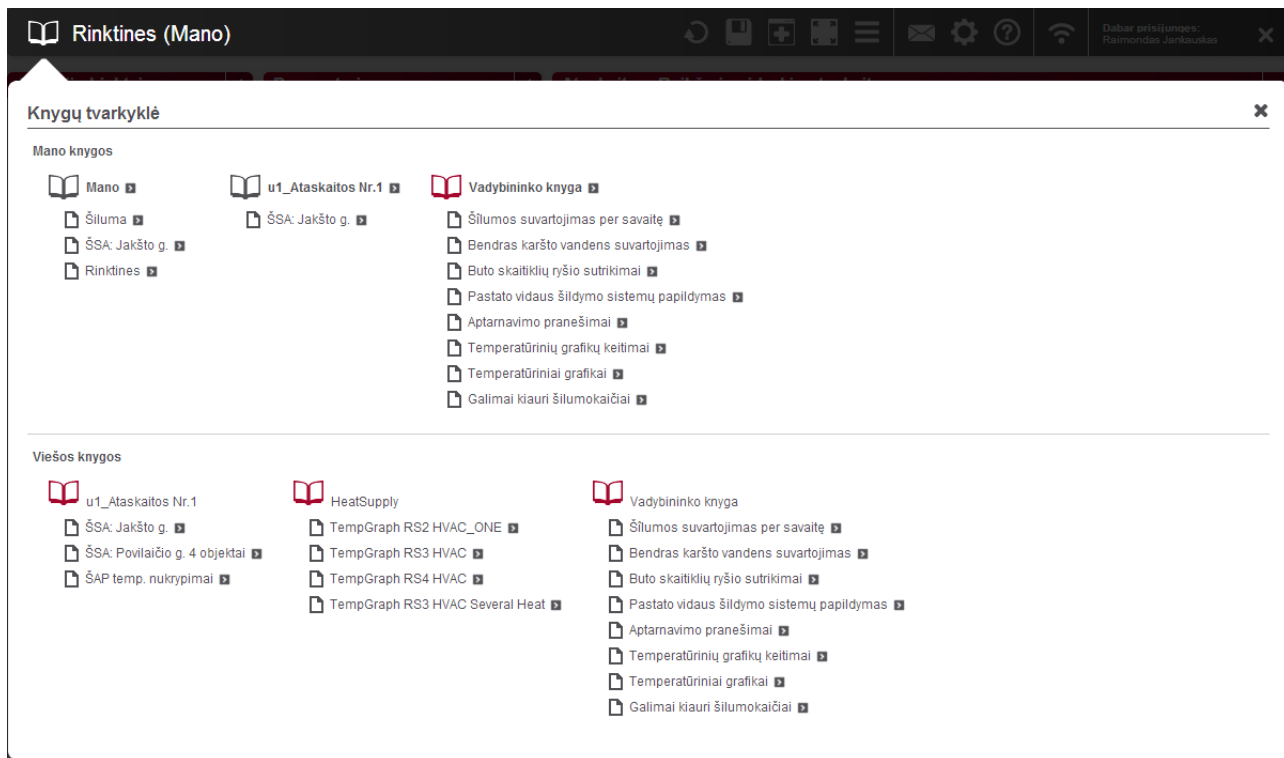 Rinktines (Mano)
Dabar prisijungęs:
Raimondas Jankauskas
Knygų tvarkyklė
Mano knygos
Mano
u1_Ataskaitos Nr.1
Vadybininko knyga
Šiluma
ŠSA: Jakšto g.
Rinktines
ŠSA: Jakšto g.
Šīlumos suvartojimas per savaitę
Bendras karšto vandens suvartojimas
Buto skaitiklių ryšio sutrikimai
Pastato vidaus šildymo sistemų papildymas
Aptarnavimo pranešimai
Temperatūrinių grafikų keitimai
Temperatūriniai grafikai
Galimai kiauri šilumokaičiai
Viešos knygos
u1_Ataskaitos Nr.1
ŠSA: Jakšto g.
ŠSA: Povilaičio g. 4 objektai
ŠAP temp. nukrypimai
HeatSupply
TempGraph RS2 HVAC_ONE
TempGraph RS3 HVAC
TempGraph RS4 HVAC
TempGraph RS3 HVAC Several Heat
Vadybininko knyga
Šīlumos suvartojimas per savaitę
Bendras karšto vandens suvartojimas
Buto skaitiklių ryšio sutrikimai
Pastato vidaus šildymo sistemų papildymas
Aptarnavimo pranešimai
Temperatūrinių grafikų keitimai
Temperatūriniai grafikai
Galimai kiauri šilumokaičiai